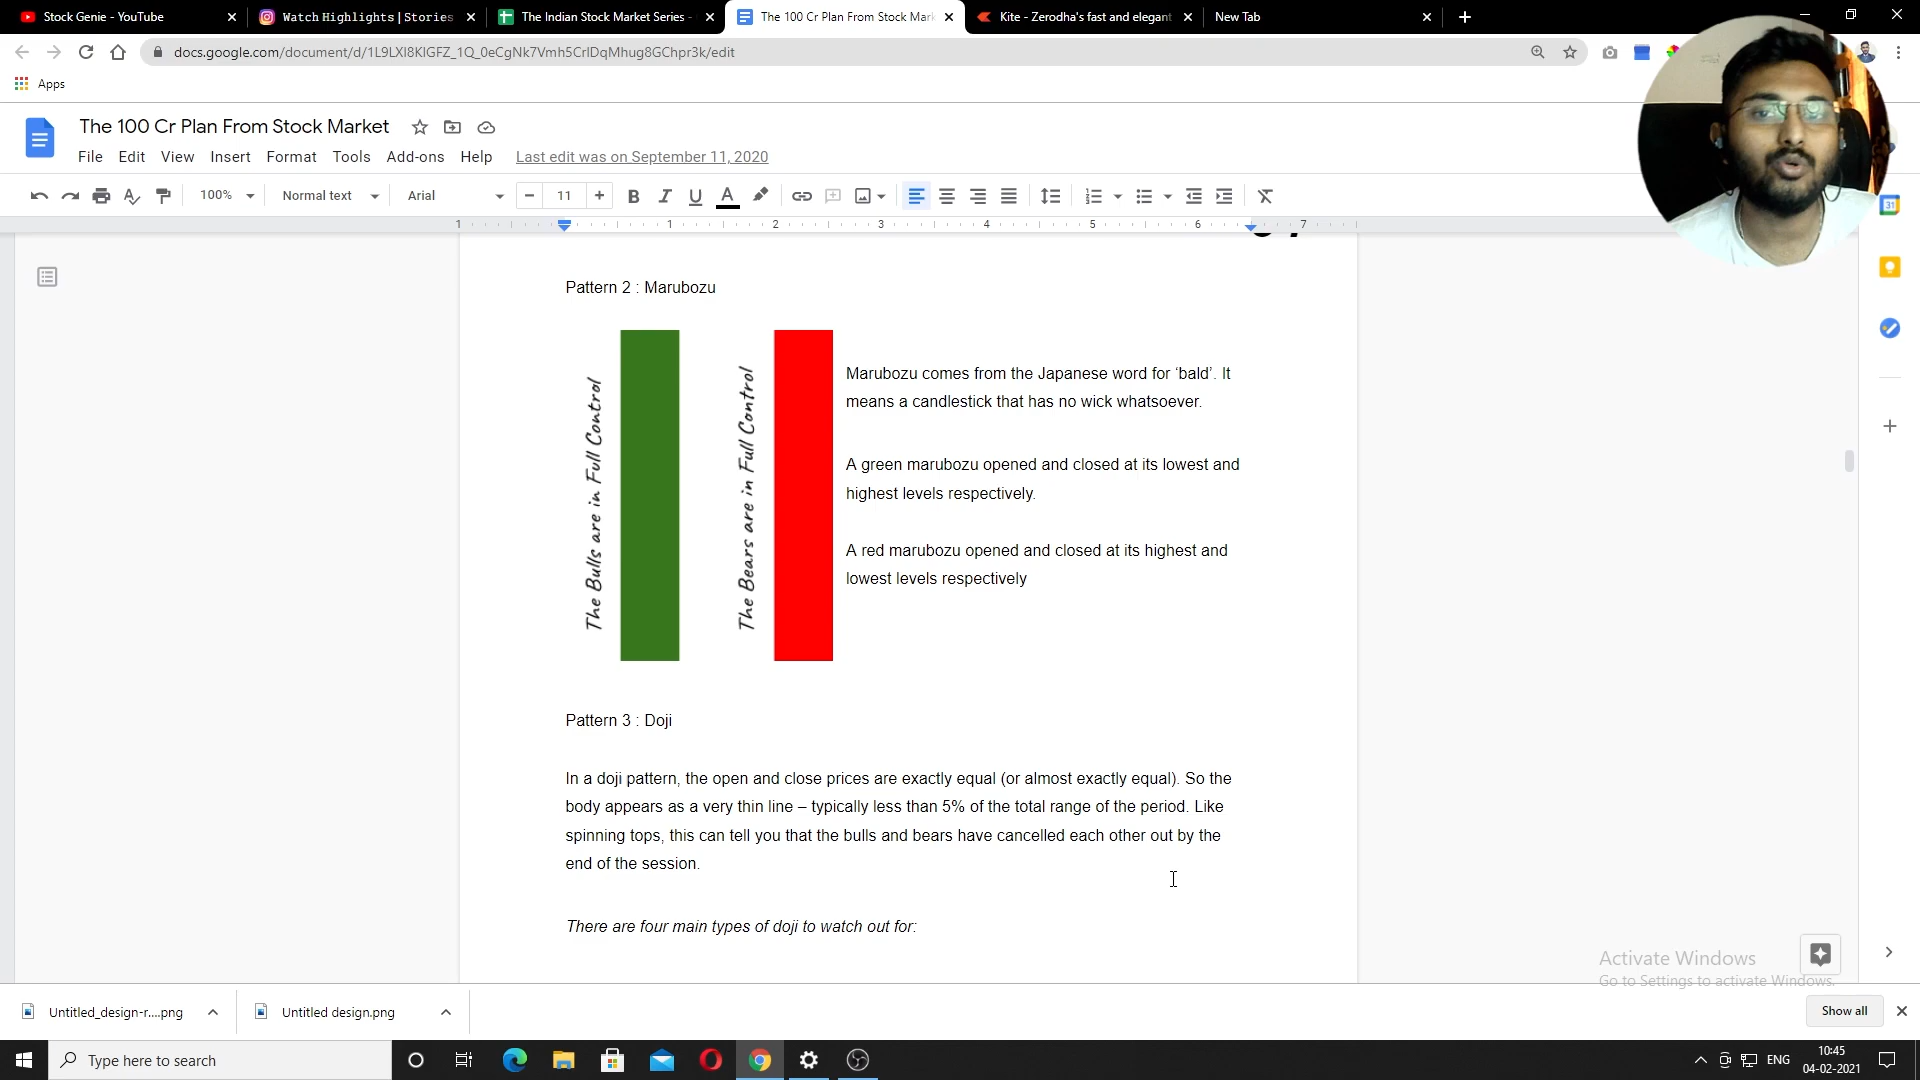 Stock Genie - YouTube
Watch Highlights | Stories
The Indian Stock Market Series -
The 100 Cr Plan From Stock Mark
Kite - Zerodha's fast and elegant
New Tab
docs.google.com/document/d/1L9LXI8KlGFZ_1Q_0eCgNk7Vmh5CrlDqMhug8GChpr3k/edit
Apps
The 100 Cr Plan From Stock Market
File Edit View Insert Format Tools Add-ons Help Last edit was on September 11, 2020
100% Normal text Arial 11 B I U A
1 1 2 3 4 5 6 7
31
Pattern 2 : Marubozu
The Bulls are in Full Control
The Bears are in Full Control
Marubozu comes from the Japanese word for ‘bald’. It
means a candlestick that has no wick whatsoever.
A green marubozu opened and closed at its lowest and
highest levels respectively.
A red marubozu opened and closed at its highest and
lowest levels respectively
Pattern 3 : Doji
In a doji pattern, the open and close prices are exactly equal (or almost exactly equal). So the
body appears as a very thin line – typically less than 5% of the total range of the period. Like
spinning tops, this can tell you that the bulls and bears have cancelled each other out by the
end of the session.
There are four main types of doji to watch out for:
Activate Windows
Go to Settings to activate Windows.
Untitled_design-r....png
Untitled design.png
Show all
Type here to search
ENG
10:45
04-02-2021